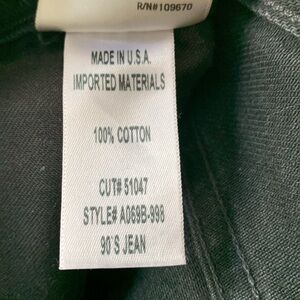 R/N#109670
MADE IN U.S.A.
IMPORTED MATERIALS
100% COTTON
CUT# 51047
STYLE# A069B-998
90`S JEAN